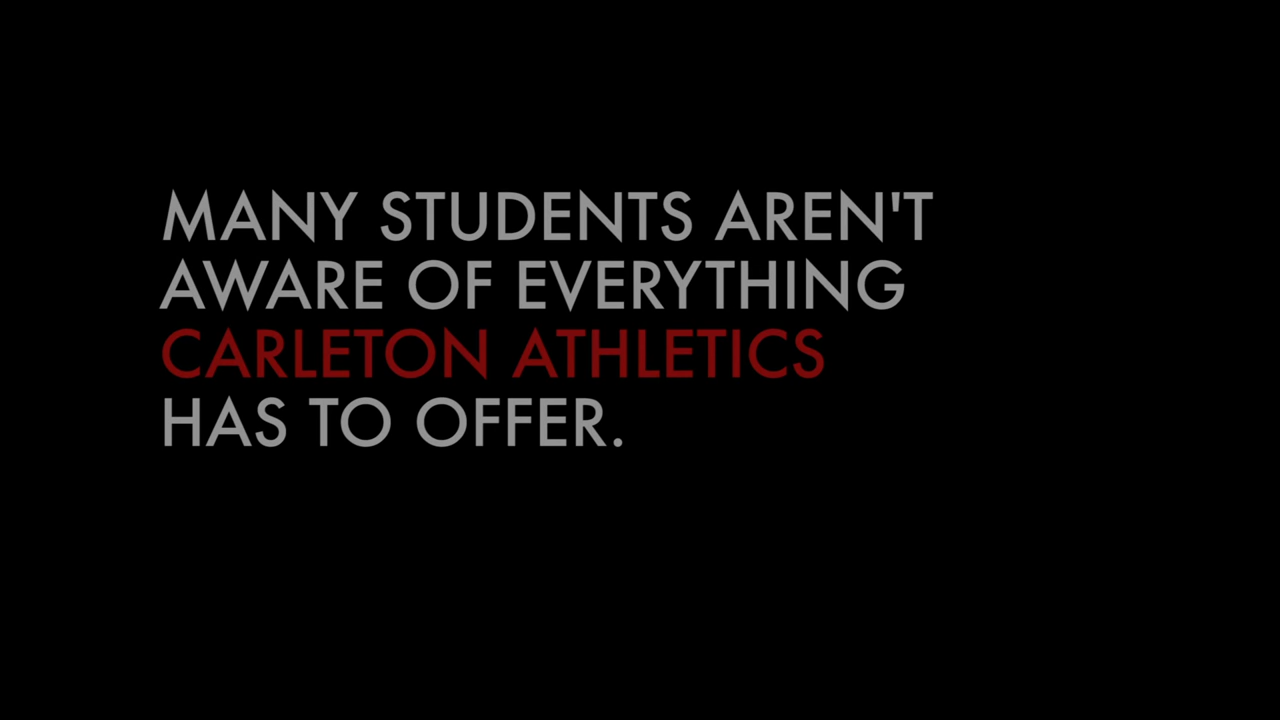 MANY STUDENTS AREN'T
AWARE OF EVERYTHING
CARLETON ATHLETICS
HAS TO OFFER.